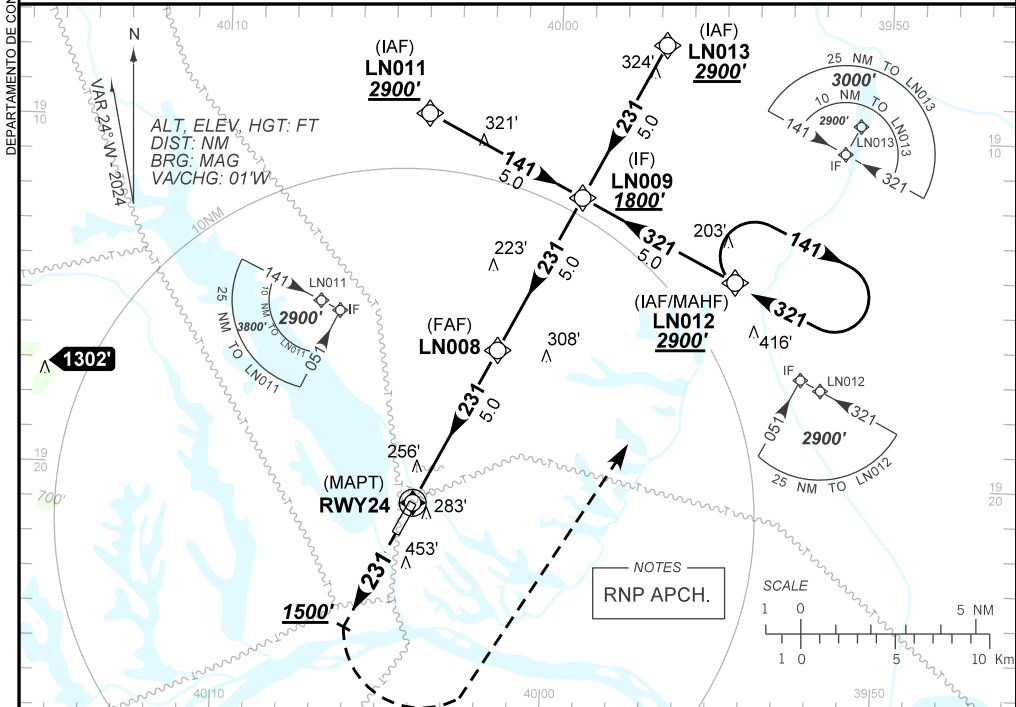 DEPARTAMENTO DE CON
40°10'
40°00'
39°50'
N
VAR 24° W - 2024
ALT, ELEV, HGT: FT
DIST: NM
BRG: MAG
VA/CHG: 01'W
19
10
(IAF)
LN011
2900'
(IAF)
LN013
2900'
324'
321'
231
5.0
141
5.0
(IF)
LN009
1800'
25 NM TO LN013
3000'
10 NM TO LN013
2900'
LN013
IF
141
321
19
10
10NM
223'
231
5.0
321
5.0
203'
141
321
(IAF/MAHF)
LN012
2900'
416'
141
LN011
IF
2900'
10 NM TO LN011
3800'
25 NM TO LN011
051
(FAF)
LN008
308'
1302'
IF
LN012
321
051
2900'
25 NM TO LN012
231
5.0
256'
19
20
700'
(MAPT)
RWY24
283'
453'
19
20
231
1500'
NOTES
RNP APCH.
SCALE
1 0 5 NM
1 0 5 10 Km
40°10'
40°00'
39°50'